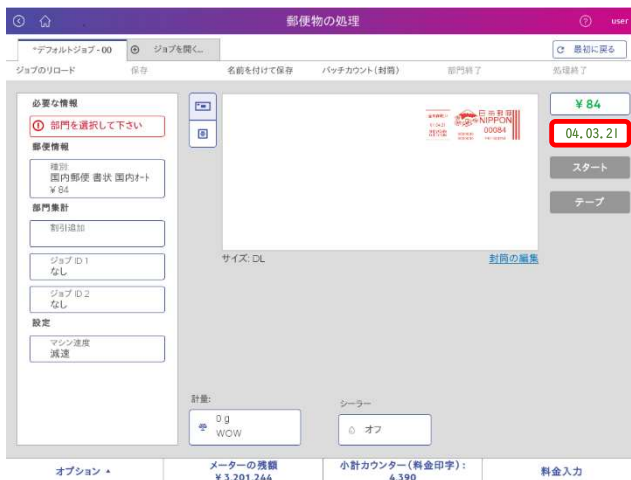 郵便物の処理
user
*デフォルトジョブ - 00
ジョブを開く...
最初に戻る
ジョブのリロード
保存
名前を付けて保存
バッチカウント(封筒)
部門終了
処理終了
必要な情報
部門を選択して下さい
郵便情報
種別
国内郵便 書状 国内オート
¥ 84
部門集計
割引追加
ジョブ ID 1
なし
ジョブ ID 2
なし
設定
マシン速度
減速
日本郵便
NIPPON
00084
サイズ: DL
封筒の編集
¥ 84
04.03.21
スタート
テープ
計量:
0 g
WOW
シーラー
オフ
オプション
メーターの残額
¥ 3,201,244
小計カウンター(料金印字):
4,390
料金入力